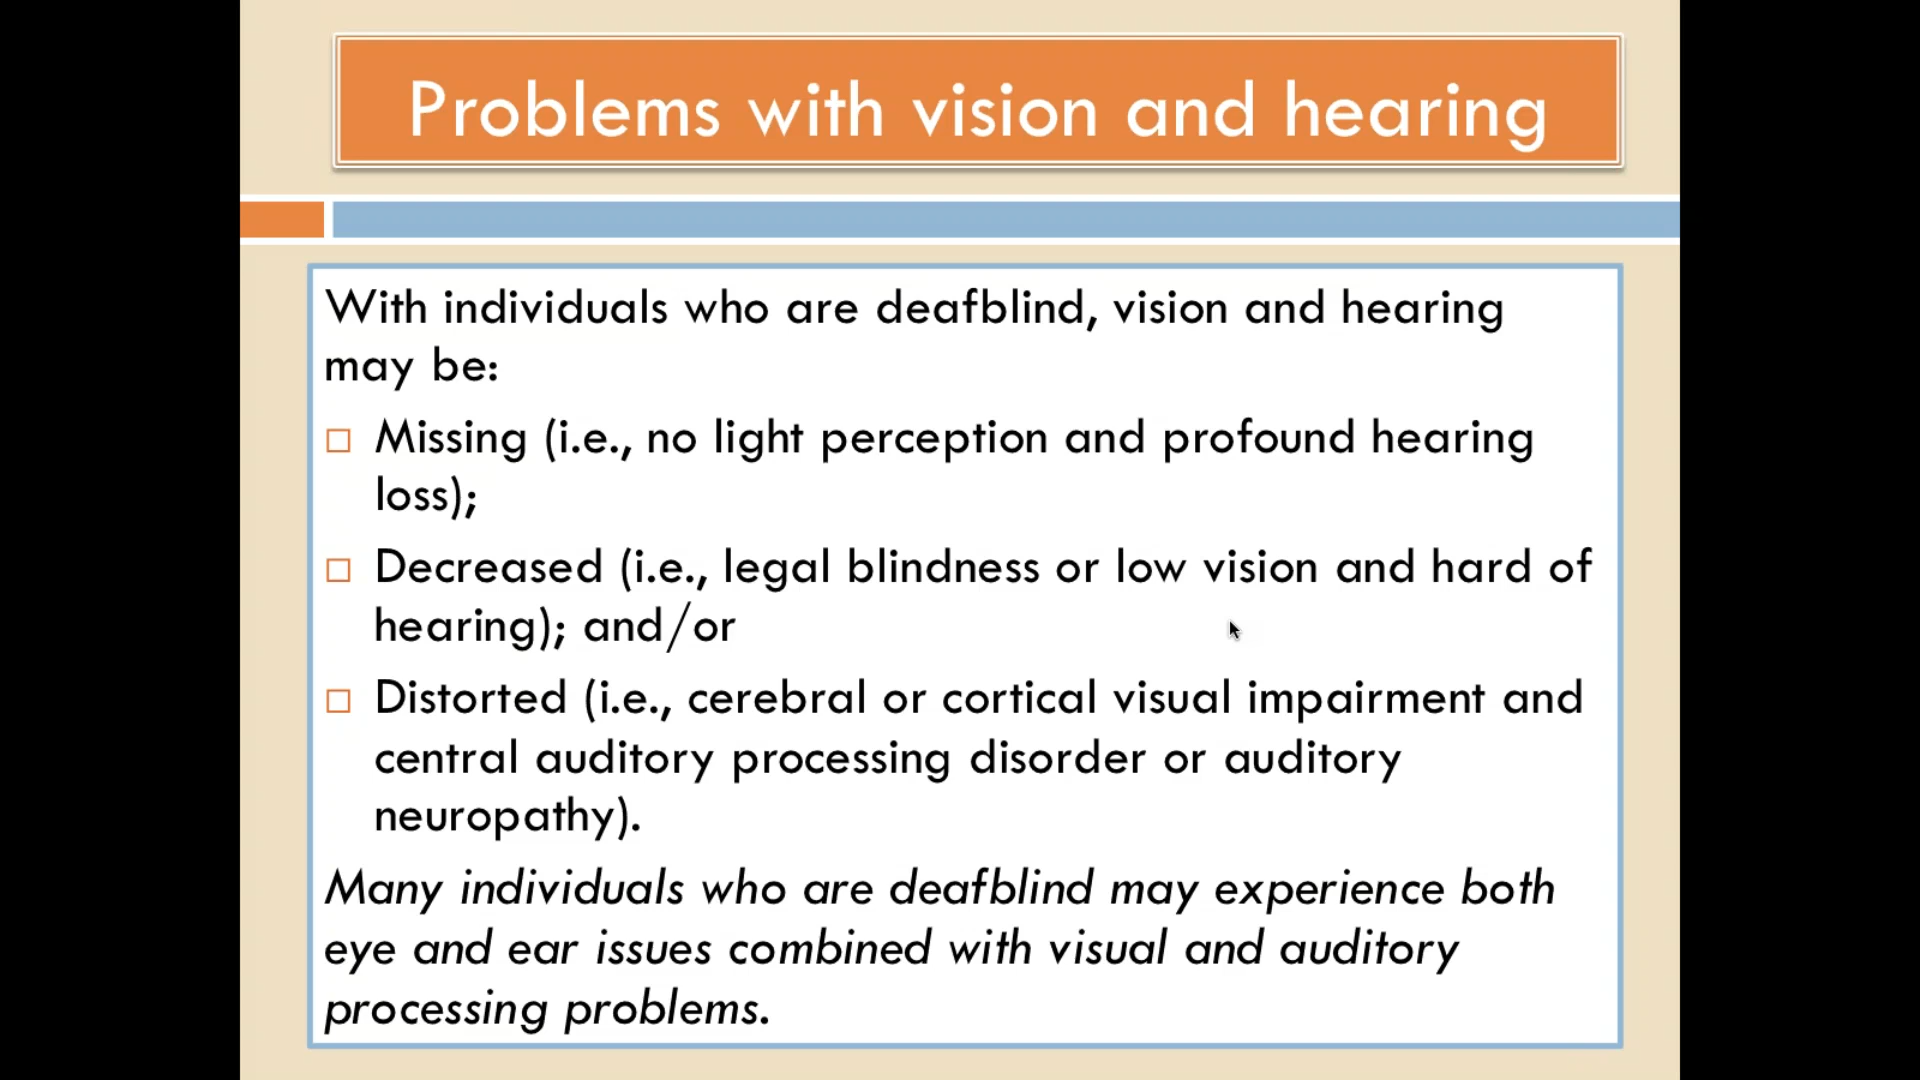 Problems with vision and hearing
With individuals who are deafblind, vision and hearing
may be:
Missing (i.e., no light perception and profound hearing
loss);
Decreased (i.e., legal blindness or low vision and hard of
hearing); and/or
Distorted (i.e., cerebral or cortical visual impairment and
central auditory processing disorder or auditory
neuropathy).
Many individuals who are deafblind may experience both
eye and ear issues combined with visual and auditory
processing problems.